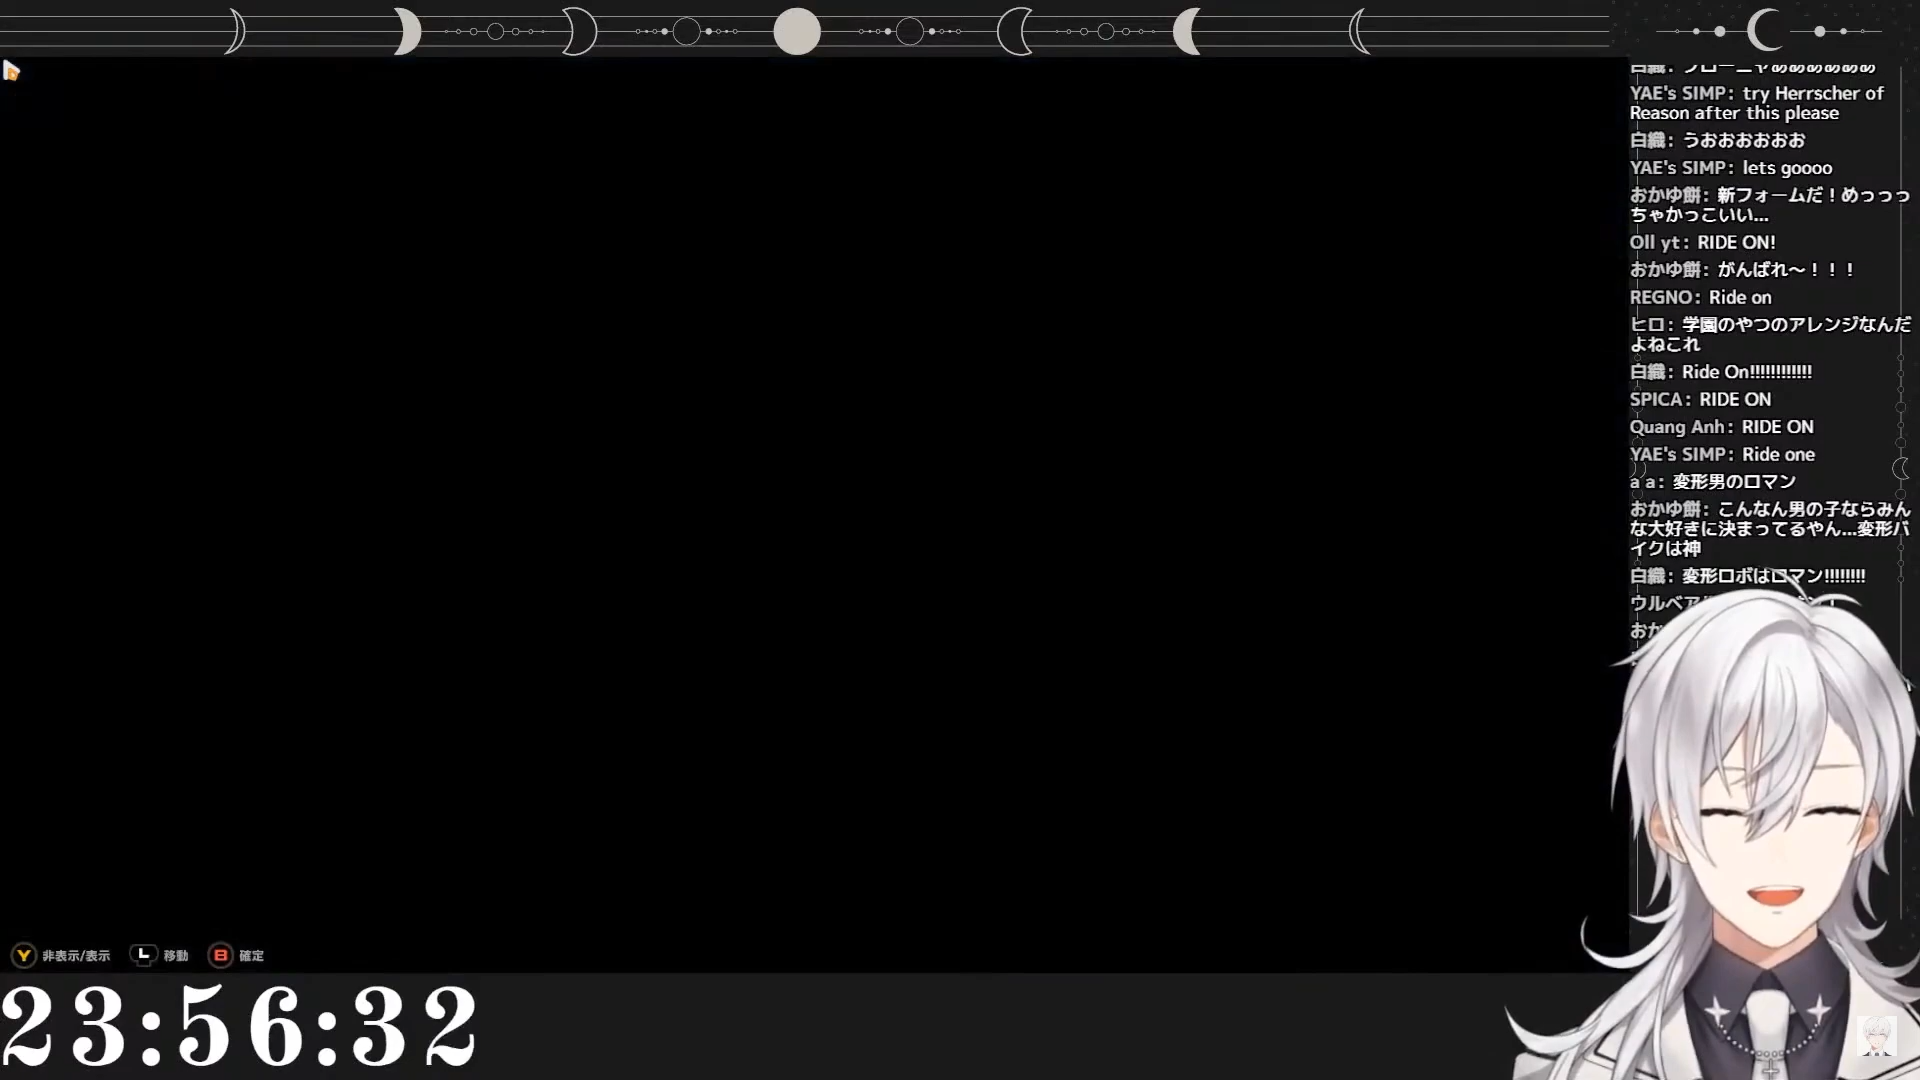 YAE's SIMP: try Herrscher of
Reason after this please
白織: うおおおおおお
YAE's SIMP: lets goooo
おかゆ餅: 新フォームだ！めっっっ
ちゃかっこいい...
Oll yt: RIDE ON!
おかゆ餅: がんばれ〜！！！
REGNO: Ride on
ヒロ: 学園のやつのアレンジなんだ
よねこれ
白織: Ride On!!!!!!!!!!!!
SPICA: RIDE ON
Quang Anh: RIDE ON
YAE's SIMP: Ride one
a a: 変形男のロマン
おかゆ餅: こんなん男の子ならみん
な大好きに決まってるやん...変形バ
イクは神
白織: 変形ロボはロマン!!!!!!!!
ウルベア
おか
Y 非表示/表示 L 移動 B 確定
23:56:32